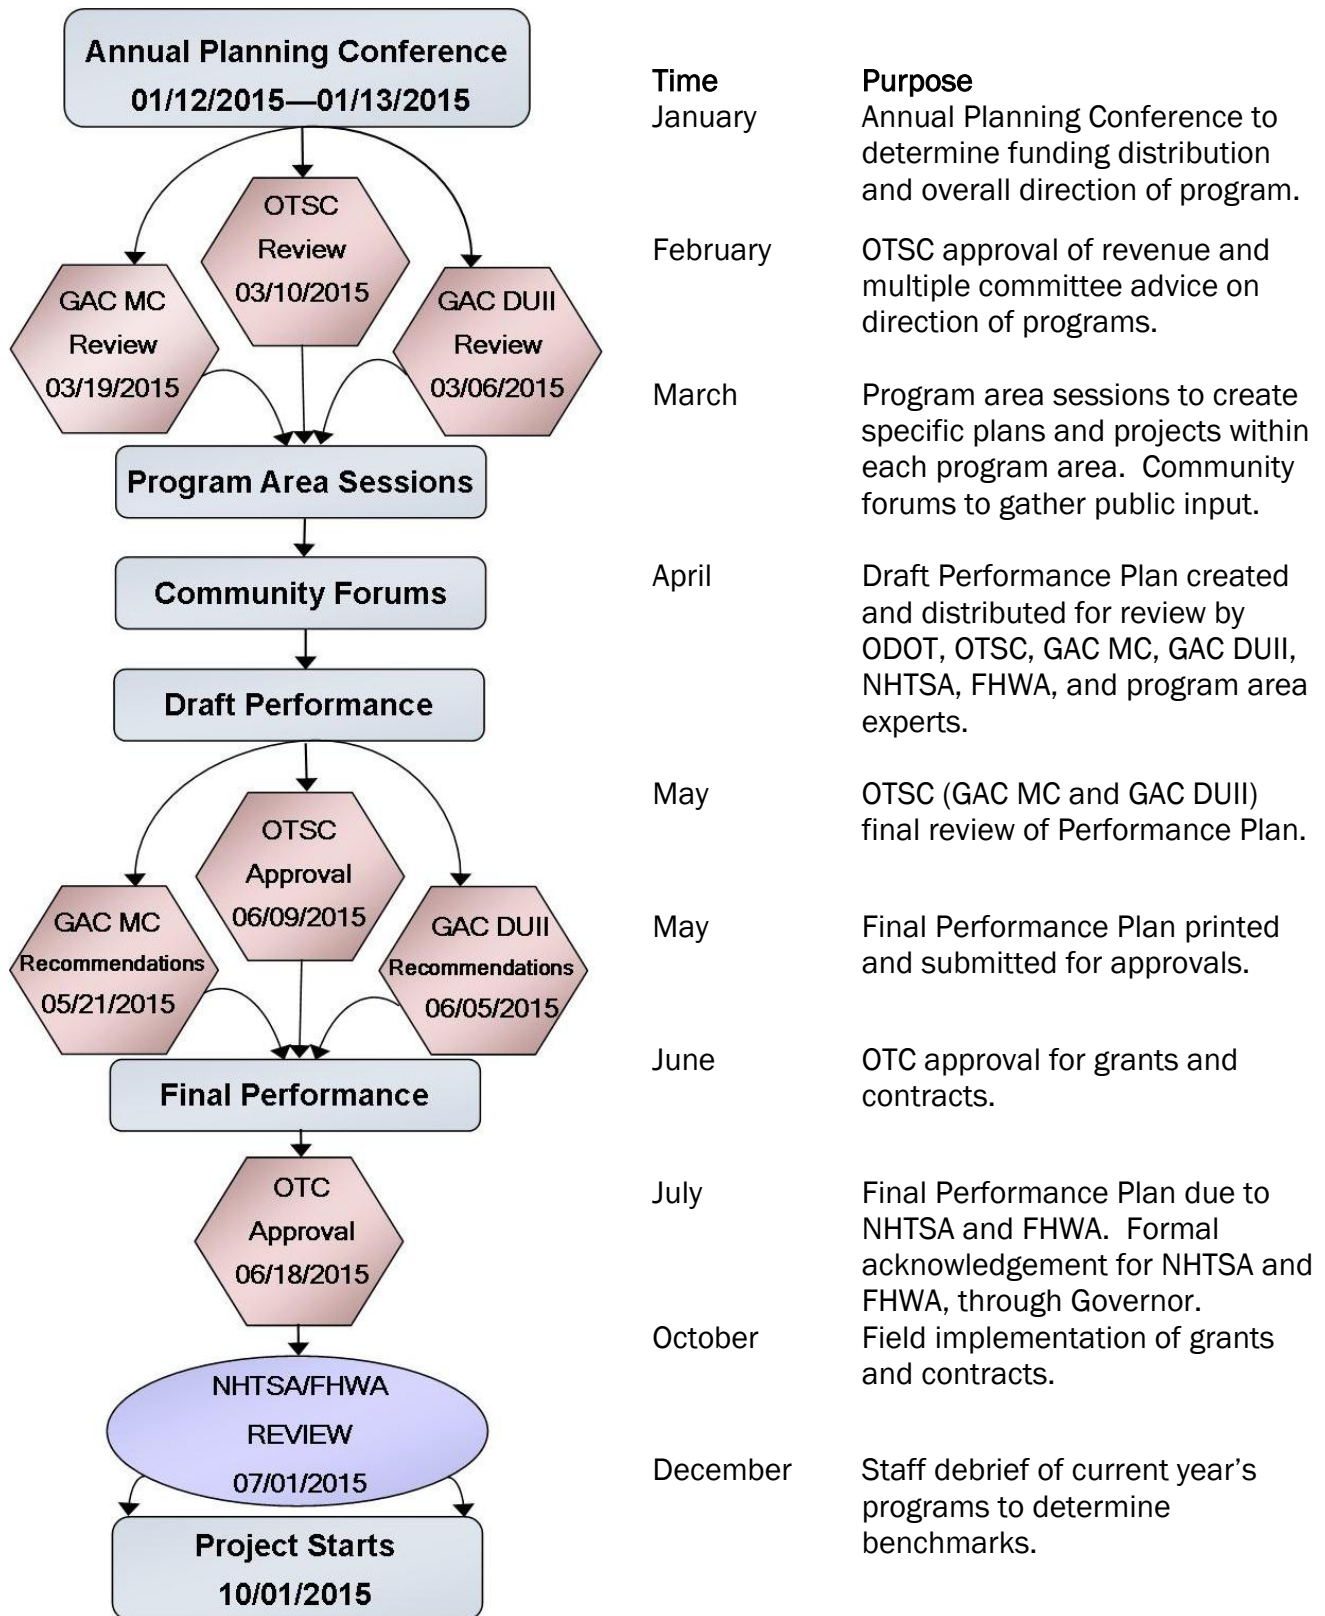 Annual Planning Conference
01/12/2015—01/13/2015
OTSC
Review
03/10/2015
GAC MC
Review
03/19/2015
GAC DUII
Review
03/06/2015
Program Area Sessions
Community Forums
Draft Performance
OTSC
Approval
06/09/2015
GAC MC
Recommendations
05/21/2015
GAC DUII
Recommendations
06/05/2015
Final Performance
OTC
Approval
06/18/2015
NHTSA/FHWA
REVIEW
07/01/2015
Project Starts
10/01/2015
Time Purpose
January Annual Planning Conference to
determine funding distribution
and overall direction of program.
February OTSC approval of revenue and
multiple committee advice on
direction of programs.
March Program area sessions to create
specific plans and projects within
each program area.  Community
forums to gather public input.
April Draft Performance Plan created
and distributed for review by
ODOT, OTSC, GAC MC, GAC DUII,
NHTSA, FHWA, and program area
experts.
May OTSC (GAC MC and GAC DUII)
final review of Performance Plan.
May Final Performance Plan printed
and submitted for approvals.
June OTC approval for grants and
contracts.
July Final Performance Plan due to
NHTSA and FHWA.  Formal
acknowledgement for NHTSA and
FHWA, through Governor.
October Field implementation of grants
and contracts.
December Staff debrief of current year’s
programs to determine
benchmarks.